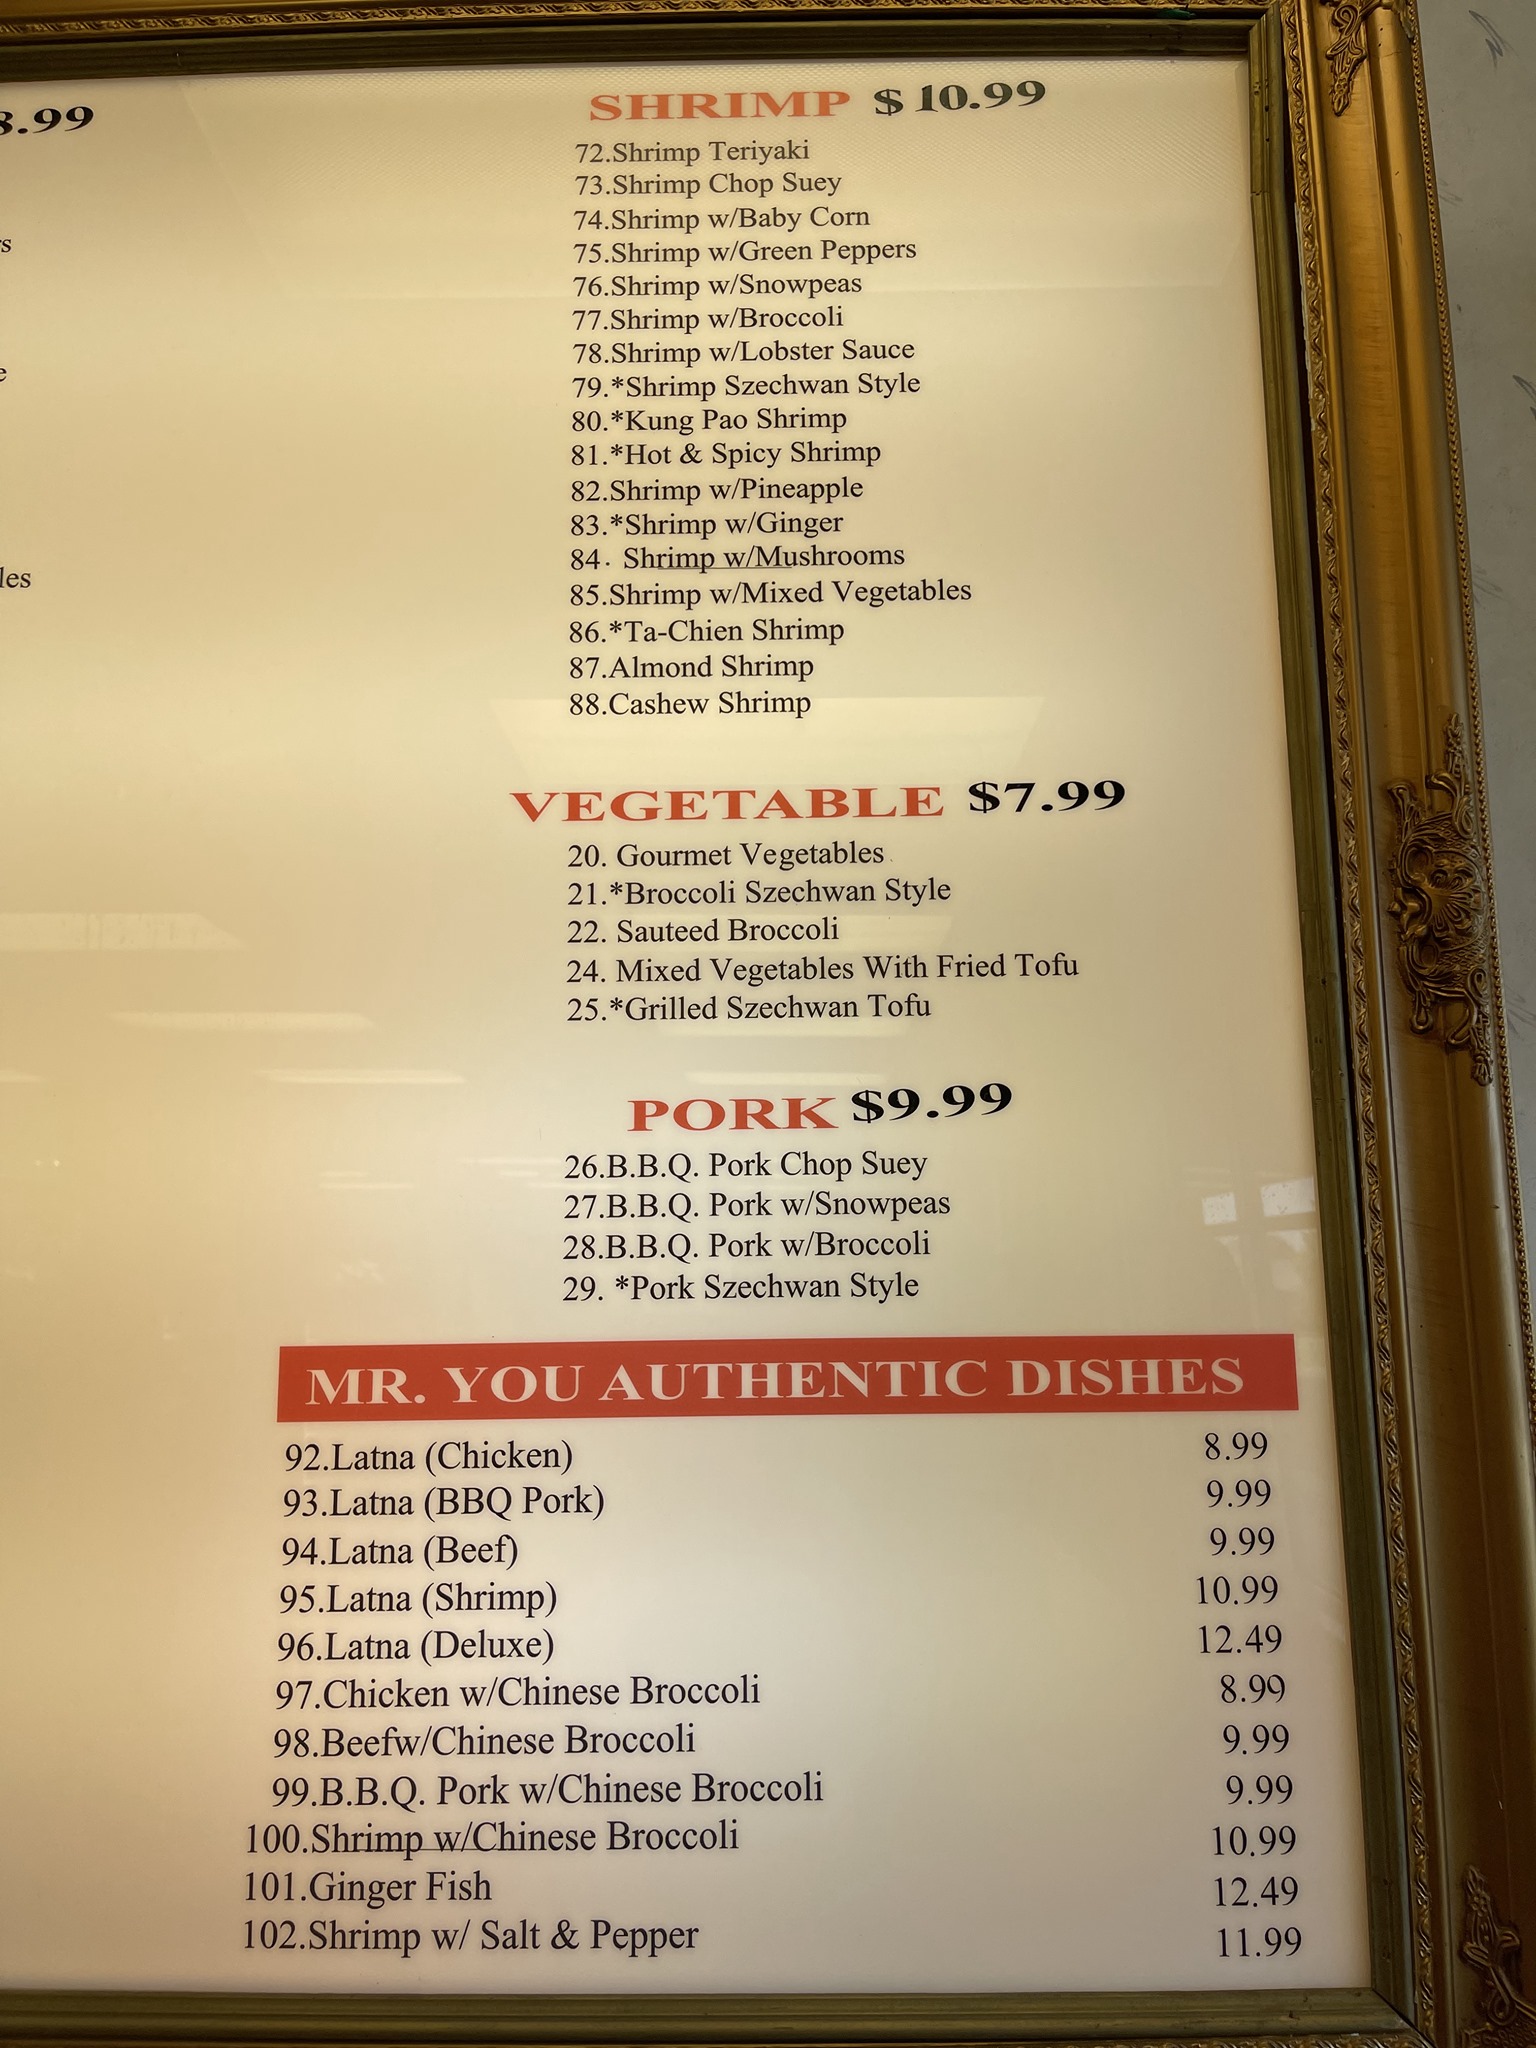 SHRIMP $10.99
72.Shrimp Teriyaki
73.Shrimp Chop Suey
74.Shrimp w/Baby Corn
75.Shrimp w/Green Peppers
76.Shrimp w/Snowpeas
77.Shrimp w/Broccoli
78.Shrimp w/Lobster Sauce
79.*Shrimp Szechwan Style
80.*Kung Pao Shrimp
81.*Hot & Spicy Shrimp
82.Shrimp w/Pineapple
83.*Shrimp w/Ginger
84. Shrimp w/Mushrooms
85.Shrimp w/Mixed Vegetables
86.*Ta-Chien Shrimp
87.Almond Shrimp
88.Cashew Shrimp
VEGETABLE $7.99
20. Gourmet Vegetables
21.*Broccoli Szechwan Style
22. Sauteed Broccoli
24. Mixed Vegetables With Fried Tofu
25.*Grilled Szechwan Tofu
PORK $9.99
26.B.B.Q. Pork Chop Suey
27.B.B.Q. Pork w/Snowpeas
28.B.B.Q. Pork w/Broccoli
29. *Pork Szechwan Style
MR. YOU AUTHENTIC DISHES
92.Latna (Chicken) 8.99
93.Latna (BBQ Pork) 9.99
94.Latna (Beef) 9.99
95.Latna (Shrimp) 10.99
96.Latna (Deluxe) 12.49
97.Chicken w/Chinese Broccoli 8.99
98.Beefw/Chinese Broccoli 9.99
99.B.B.Q. Pork w/Chinese Broccoli 9.99
100.Shrimp w/Chinese Broccoli 10.99
101.Ginger Fish 12.49
102.Shrimp w/ Salt & Pepper 11.99